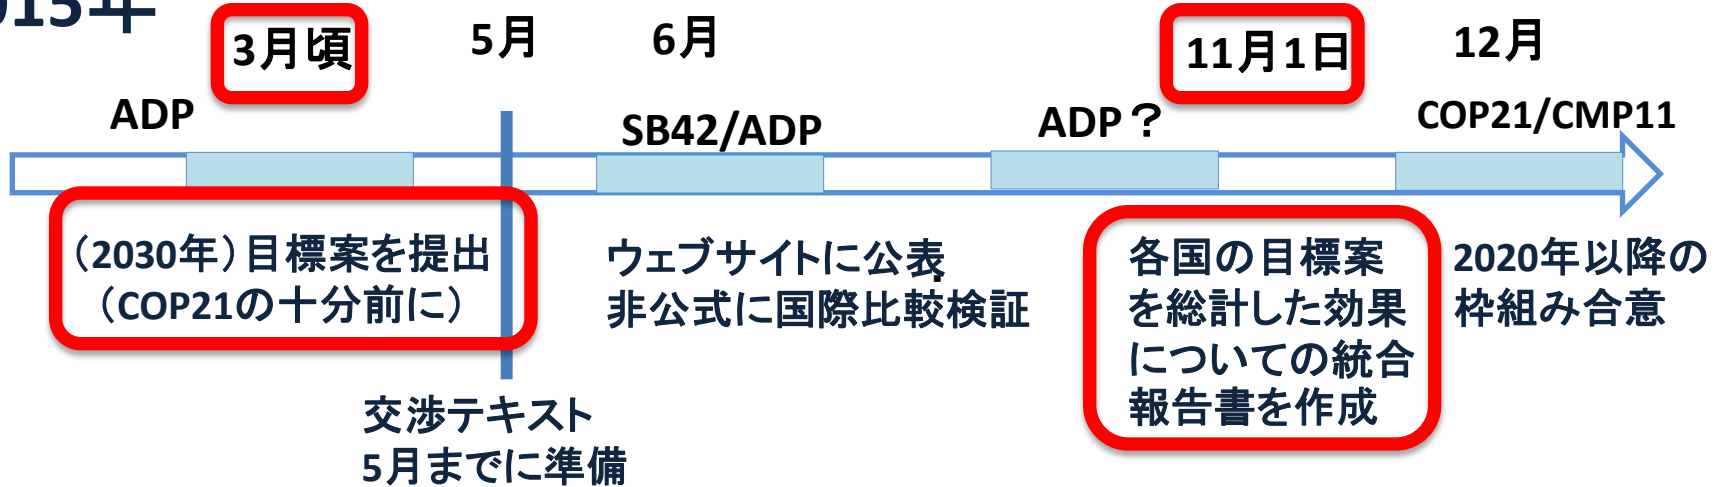 015年
3月頃
5月
6月
11月1日
12月
ADP
SB42/ADP
ADP？
COP21/CMP11
（2030年）目標案を提出
（COP21の十分前に）
ウェブサイトに公表
非公式に国際比較検証
各国の目標案
を総計した効果
についての統合
報告書を作成
2020年以降の
枠組み合意
交渉テキスト
5月までに準備